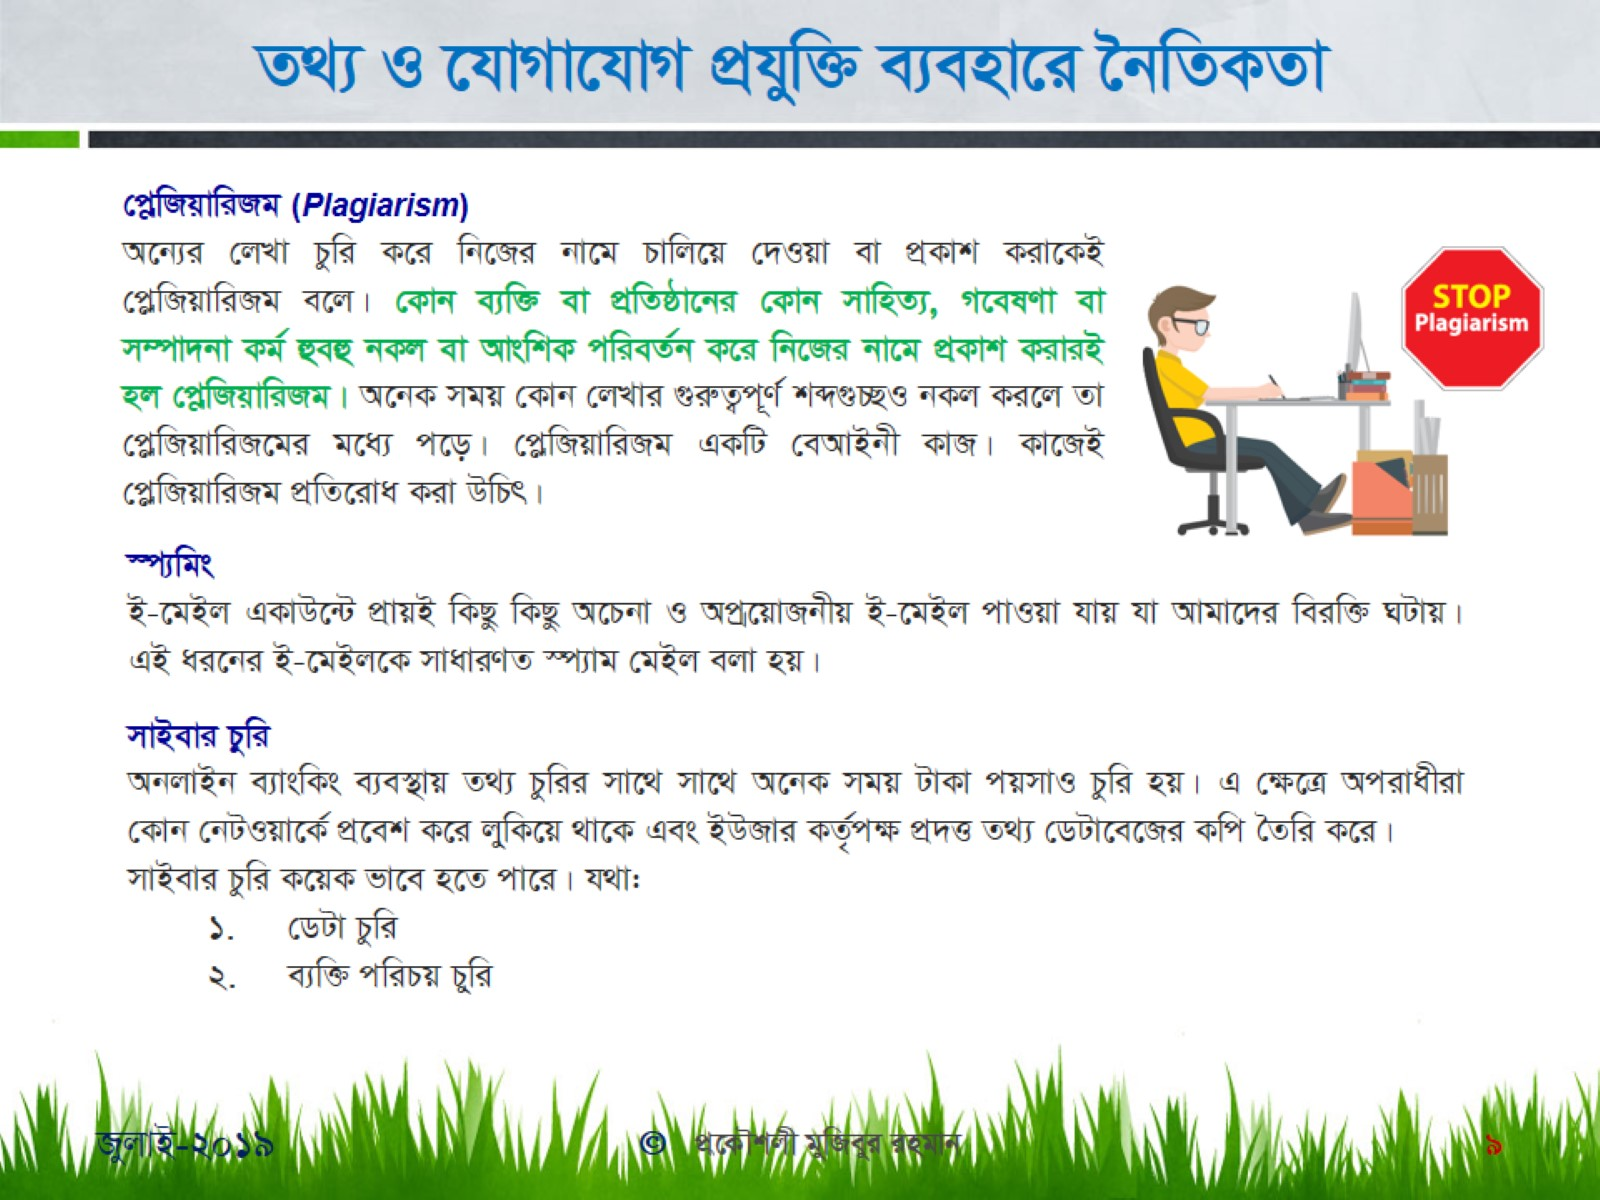 তথ্য ও যোগাযোগ প্রযুক্তি ব্যবহারে নৈতিকতা
প্লেজিয়ারিজম (Plagiarism)
অন্যের লেখা চুরি করে নিজের নামে চালিয়ে দেওয়া বা প্রকাশ করাকেই
প্লেজিয়ারিজম বলে। কোন ব্যক্তি বা প্রতিষ্ঠানের কোন সাহিত্য, গবেষণা বা
সম্পাদনা কর্ম হুবহু নকল বা আংশিক পরিবর্তন করে নিজের নামে প্রকাশ করারই
হল প্লেজিয়ারিজম। অনেক সময় কোন লেখার গুরুত্বপূর্ণ শব্দগুচ্ছও নকল করলে তা
প্লেজিয়ারিজমের মধ্যে পড়ে। প্লেজিয়ারিজম একটি বেআইনী কাজ। কাজেই
প্লেজিয়ারিজম প্রতিরোধ করা উচিৎ।
STOP
Plagiarism
স্প্যমিং
ই-মেইল একাউন্টে প্রায়ই কিছু কিছু অচেনা ও অপ্রয়োজনীয় ই-মেইল পাওয়া যায় যা আমাদের বিরক্তি ঘটায়।
এই ধরনের ই-মেইলকে সাধারণত স্প্যাম মেইল বলা হয়।
সাইবার চুরি
অনলাইন ব্যাংকিং ব্যবস্থায় তথ্য চুরির সাথে সাথে অনেক সময় টাকা পয়সাও চুরি হয়। এ ক্ষেত্রে অপরাধীরা
কোন নেটওয়ার্কে প্রবেশ করে লুকিয়ে থাকে এবং ইউজার কর্তৃপক্ষ প্রদত্ত তথ্য ডেটাবেজের কপি তৈরি করে।
সাইবার চুরি কয়েক ভাবে হতে পারে। যথাঃ
১. ডেটা চুরি
২. ব্যক্তি পরিচয় চুরি
জুলাই-২০১৯ © প্রকৌশলী মুজিবুর রহমান ৯